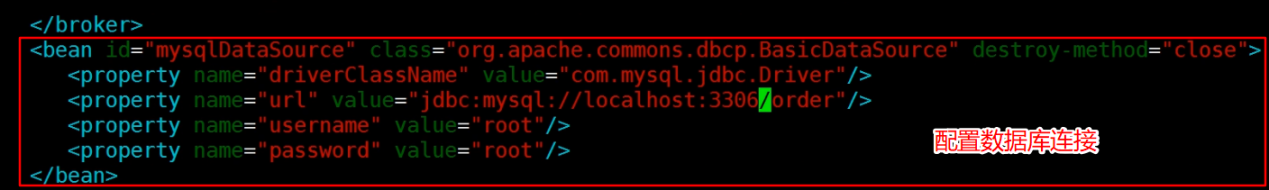 </broker>
<bean id="mysqlDataSource" class="org.apache.commons.dbcp.BasicDataSource" destroy-method="close">
<property name="driverClassName" value="com.mysql.jdbc.Driver"/>
<property name="url" value="jdbc:mysql://localhost:3306/order"/>
<property name="username" value="root"/>
<property name="password" value="root"/>
配置数据库连接
</bean>